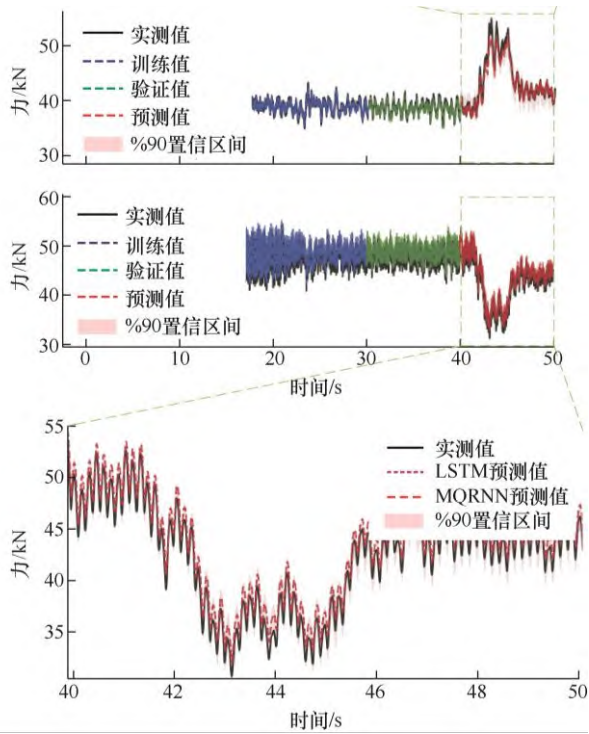 力/kN
50
40
30
实测值
训练值
验证值
预测值
%90置信区间
力/kN
60
50
40
30
实测值
训练值
验证值
预测值
%90置信区间
0
10
20
30
40
50
时间/s
力/kN
55
50
45
40
35
实测值
LSTM预测值
MQRNN预测值
%90置信区间
40
42
44
46
48
50
时间/s